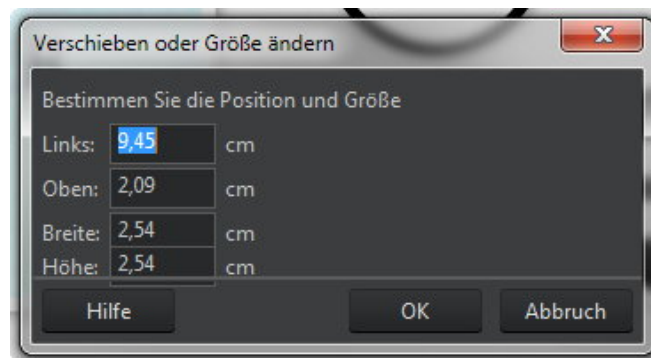 Verschieben oder Größe ändern
Bestimmen Sie die Position und Größe
Links: 9,45 cm
Oben: 2,09 cm
Breite: 2,54 cm
Höhe: 2,54 cm
Hilfe OK Abbruch